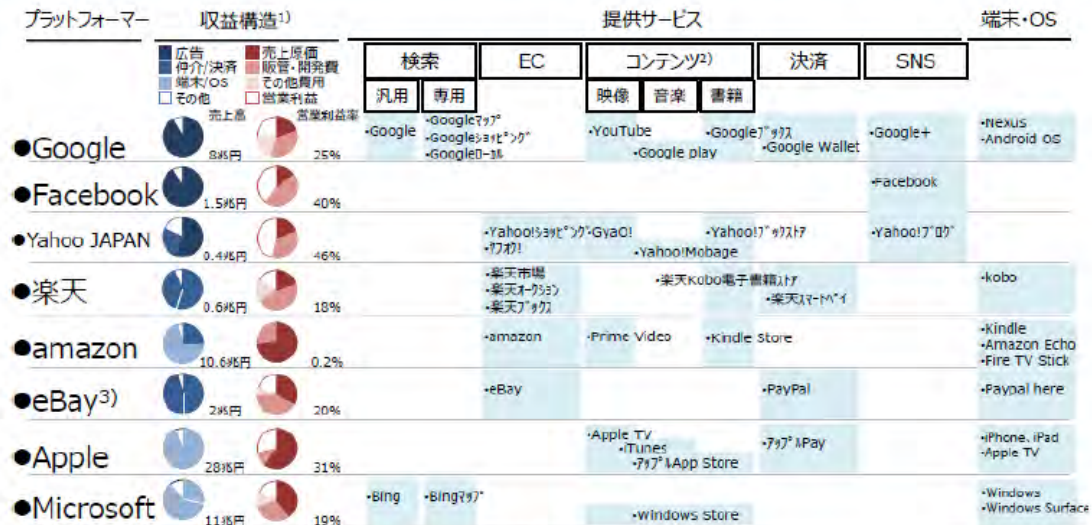 プラットフォーマー 収益構造1) 提供サービス 端末・OS
広告 売上原価
仲介/決済 販管・開発費
端末/OS その他費用
その他 営業利益
検索 EC コンテンツ2) 決済 SNS
汎用 専用 映像 音楽 書籍
売上高 営業利益率
●Google 8兆円 25%
・Google
・Googleマップ
・Googleショッピング
・Googleローカル
・YouTube
・Google play
・Googleブックス
・Google Wallet
・Google+
・Nexus
・Android OS
●Facebook 1.5兆円 40%
・Facebook
●Yahoo JAPAN 0.4兆円 46%
・Yahoo!ショッピング
・ヤフオク!
・GyaO!
・Yahoo!Mobage
・Yahoo!ブックストア
・Yahoo!ブログ
●楽天 0.6兆円 18%
・楽天市場
・楽天オークション
・楽天ブックス
・楽天Kobo電子書籍ストア
・楽天スマートペイ
・kobo
●amazon 10.6兆円 0.2%
・amazon
・Prime Video
・Kindle Store
・Kindle
・Amazon Echo
・Fire TV Stick
●eBay3) 2兆円 20%
・eBay
・PayPal
・Paypal here
●Apple 28兆円 31%
・Apple TV
・iTunes
・アップルApp Store
・アップルPay
・iPhone, iPad
・Apple TV
●Microsoft 11兆円 19%
・Bing
・Bingマップ
・Windows Store
・Windows
・Windows Surface